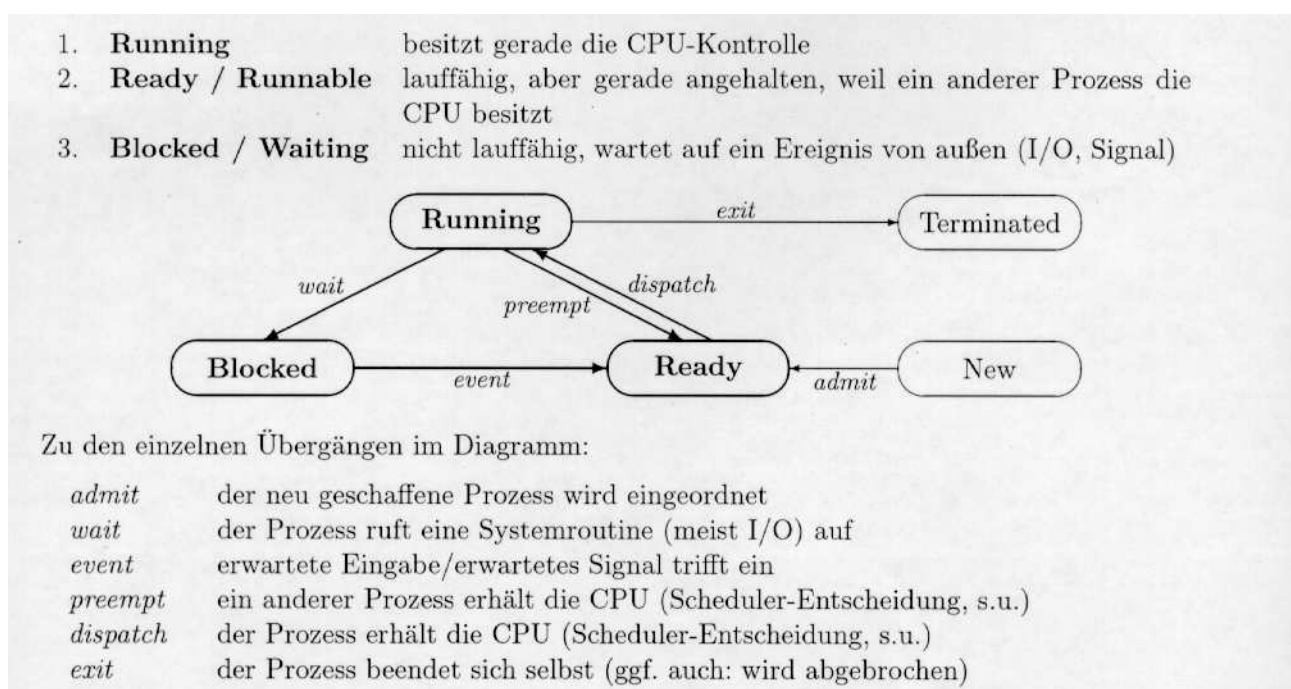 1. Running besitzt gerade die CPU-Kontrolle
2. Ready / Runnable lauffähig, aber gerade angehalten, weil ein anderer Prozess die
CPU besitzt
3. Blocked / Waiting nicht lauffähig, wartet auf ein Ereignis von außen (I/O, Signal)
Running
exit
Terminated
wait
dispatch
preempt
Blocked
event
Ready
admit
New
Zu den einzelnen Übergängen im Diagramm:
admit der neu geschaffene Prozess wird eingeordnet
wait der Prozess ruft eine Systemroutine (meist I/O) auf
event erwartete Eingabe/erwartetes Signal trifft ein
preempt ein anderer Prozess erhält die CPU (Scheduler-Entscheidung, s.u.)
dispatch der Prozess erhält die CPU (Scheduler-Entscheidung, s.u.)
exit der Prozess beendet sich selbst (ggf. auch: wird abgebrochen)